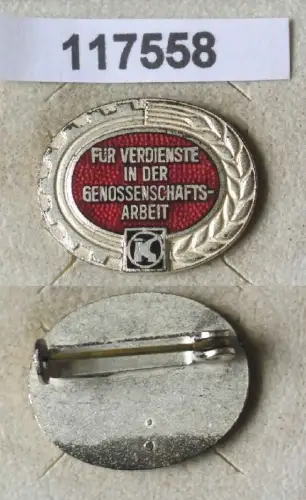 117558
FÜR VERDIENSTE
IN DER
GENOSSENSCHAFTS-
ARBEIT
K